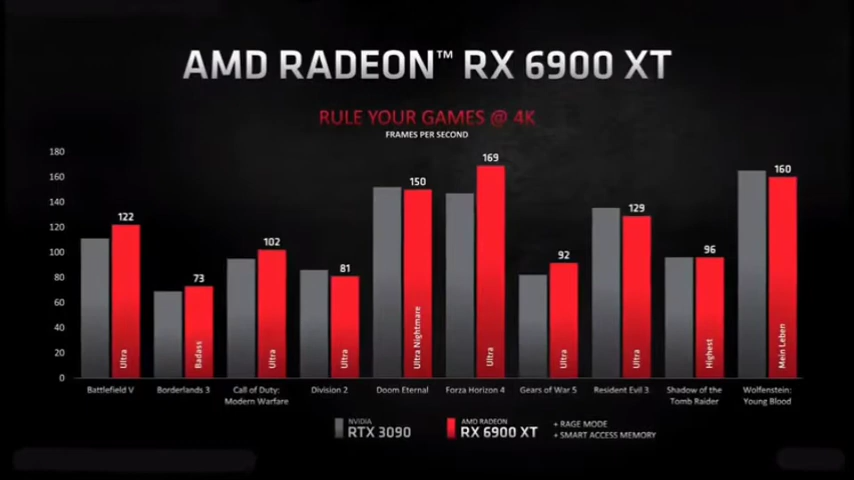 AMD RADEON™ RX 6900 XT
RULE YOUR GAMES @ 4K
FRAMES PER SECOND
180
160
140
120
100
80
60
40
20
0
122
73
102
81
150
169
92
129
96
160
Ultra
Badass
Ultra
Ultra
Ultra Nightmare
Ultra
Ultra
Ultra
Highest
Mein Leben
Battlefield V
Borderlands 3
Call of Duty:
Modern Warfare
Division 2
Doom Eternal
Forza Horizon 4
Gears of War 5
Resident Evil 3
Shadow of the
Tomb Raider
Wolfenstein:
Young Blood
NVIDIA
RTX 3090
AMD RADEON
RX 6900 XT
+ RAGE MODE
+ SMART ACCESS MEMORY